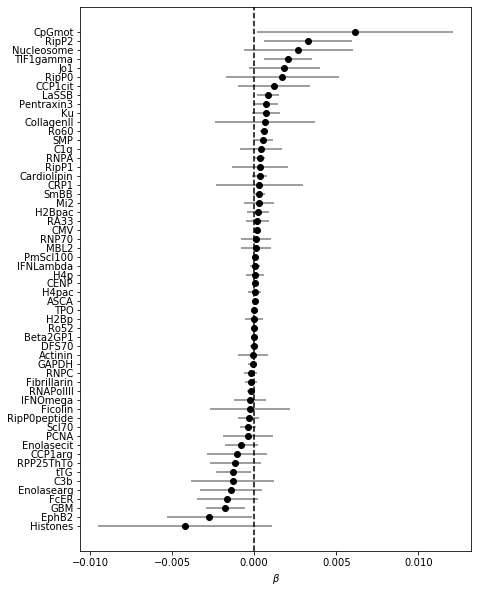 CpGmot
RipP2
Nucleosome
TIF1gamma
Jo1
RipP0
CCP1cit
LaSSB
Pentraxin3
Ku
CollagenII
Ro60
SMP
C1q
RNPA
RipP1
Cardiolipin
CRP1
SmBB
Mi2
H2Bpac
RA33
CMV
RNP70
MBL2
PmScl100
IFNLambda
H4p
CENP
H4pac
ASCA
TPO
H2Bp
Ro52
Beta2GP1
DFS70
Actinin
GAPDH
RNPC
Fibrillarin
RNAPolIII
IFNOmega
Ficolin
RipP0peptide
Scl70
PCNA
Enolasecit
CCP1arg
RPP25ThTo
tTG
C3b
Enolasearg
FcER
GBM
EphB2
Histones
−0.010 −0.005 0.000 0.005 0.010
β